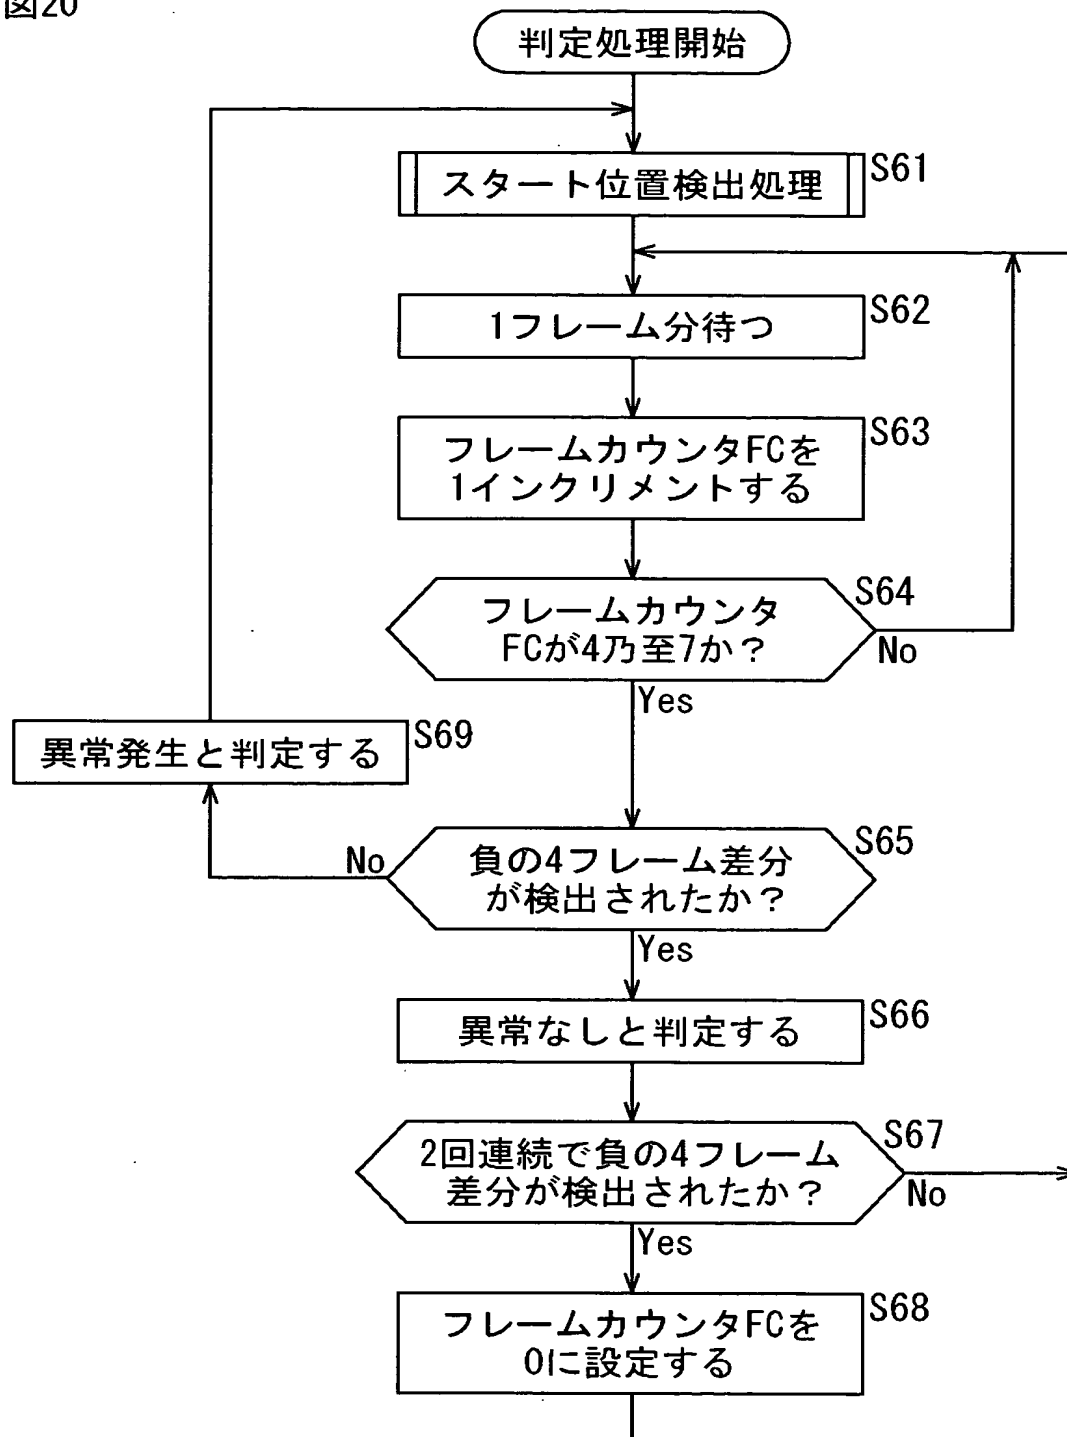 図20
判定処理開始
スタート位置検出処理
S61
1フレーム分待つ
S62
フレームカウンタFCを
1インクリメントする
S63
フレームカウンタ
FCが4乃至7か？
S64
No
Yes
異常発生と判定する
S69
負の4フレーム差分
が検出されたか？
S65
No
Yes
異常なしと判定する
S66
2回連続で負の4フレーム
差分が検出されたか？
S67
No
Yes
フレームカウンタFCを
0に設定する
S68